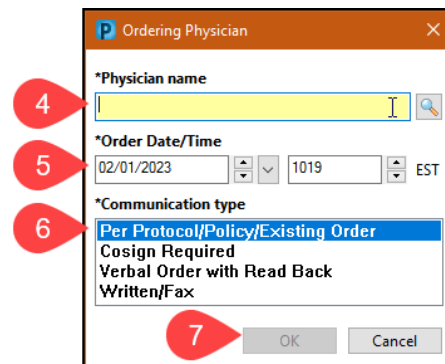 Ordering Physician
*Physician name
4
*Order Date/Time
5
02/01/2023 1019 EST
*Communication type
6
Per Protocol/Policy/Existing Order
Cosign Required
Verbal Order with Read Back
Written/Fax
7
OK Cancel